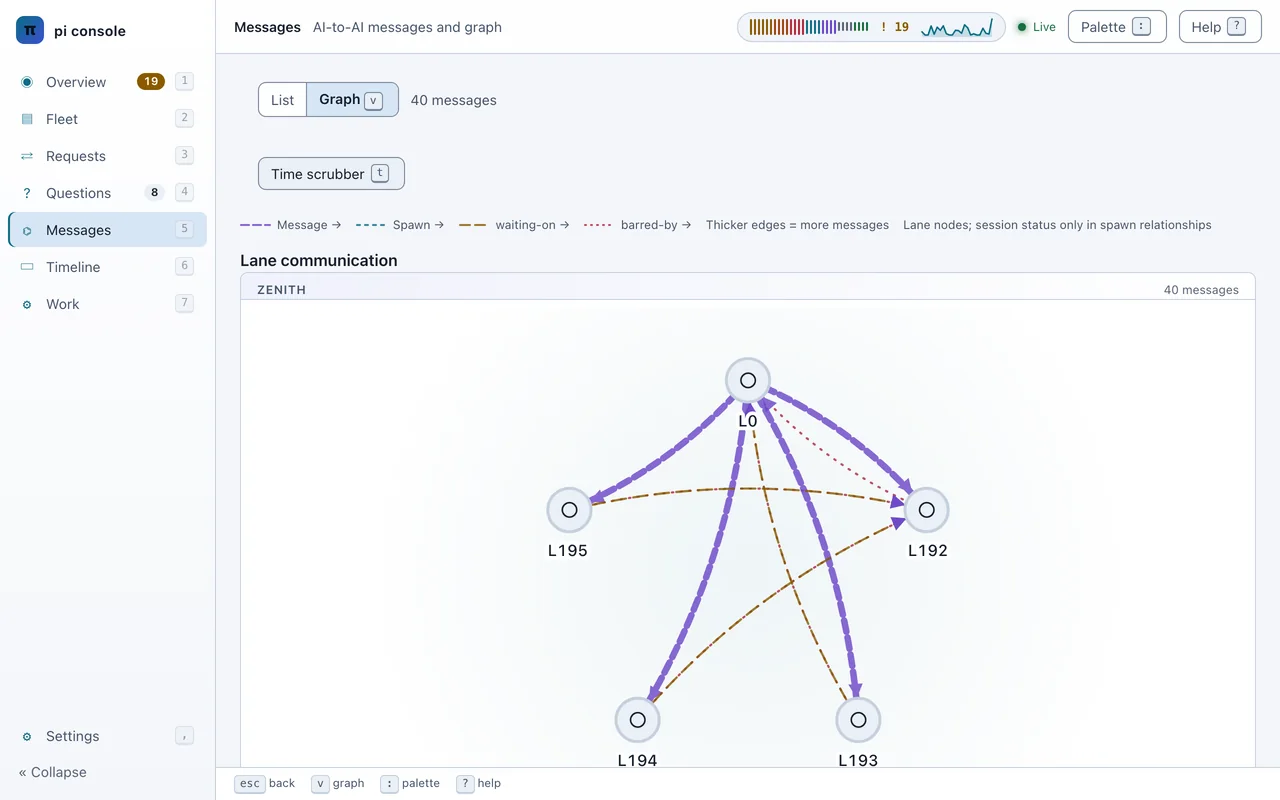 π pi console
Overview 19 1
Fleet 2
Requests 3
? Questions 8 4
Messages 5
Timeline 6
Work 7
Settings ,
« Collapse
Messages AI-to-AI messages and graph
! 19
Live
Palette :
Help ?
List Graph v 40 messages
Time scrubber t
Message → Spawn → waiting-on → barred-by → Thicker edges = more messages Lane nodes; session status only in spawn relationships
Lane communication
ZENITH 40 messages
L0
L195
L192
L194
L193
esc back v graph : palette ? help